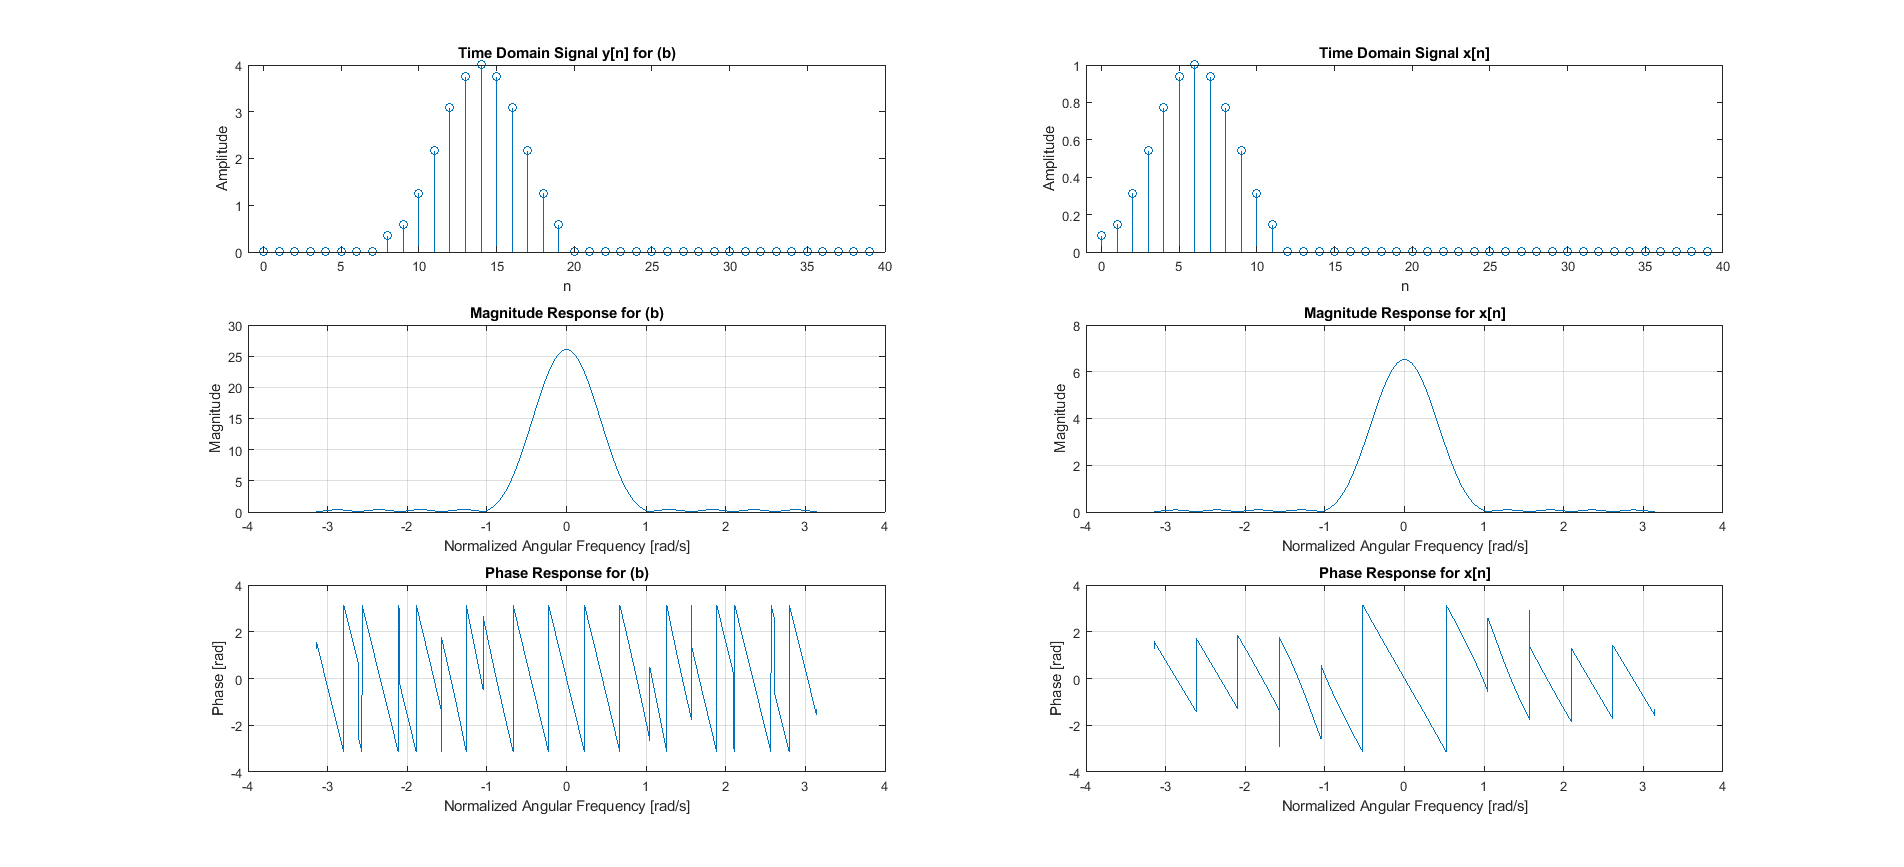 Time Domain Signal y[n] for (b)
Amplitude
4
3
2
1
0
0 5 10 15 20 25 30 35 40
n
Time Domain Signal x[n]
Amplitude
1
0.8
0.6
0.4
0.2
0
0 5 10 15 20 25 30 35 40
n
Magnitude Response for (b)
Magnitude
30
25
20
15
10
5
0
-4 -3 -2 -1 0 1 2 3 4
Normalized Angular Frequency [rad/s]
Magnitude Response for x[n]
Magnitude
8
6
4
2
0
-4 -3 -2 -1 0 1 2 3 4
Normalized Angular Frequency [rad/s]
Phase Response for (b)
Phase [rad]
4
2
0
-2
-4
-4 -3 -2 -1 0 1 2 3 4
Normalized Angular Frequency [rad/s]
Phase Response for x[n]
Phase [rad]
4
2
0
-2
-4
-4 -3 -2 -1 0 1 2 3 4
Normalized Angular Frequency [rad/s]